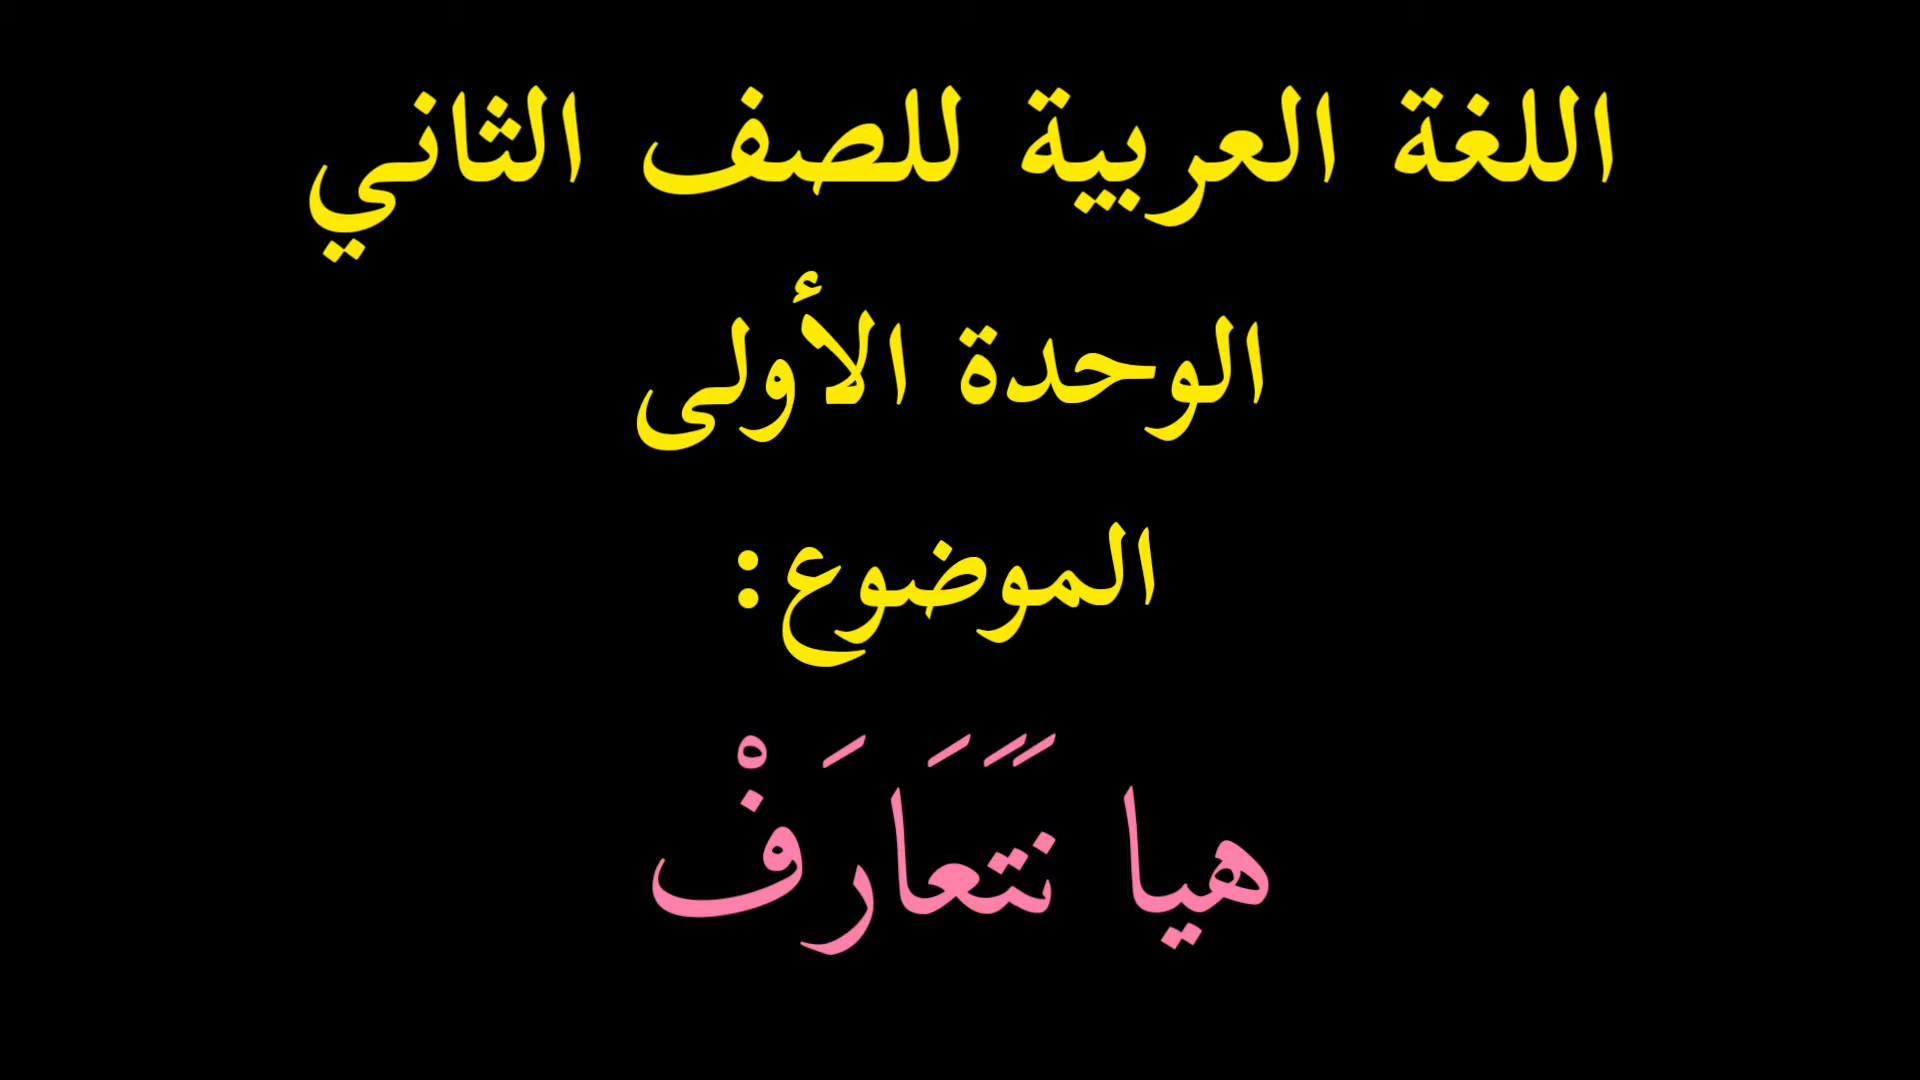 اللغة العربية للصف الثاني
الوحدة الأولى
الموضوع:
هيا نَتَعَارَفْ